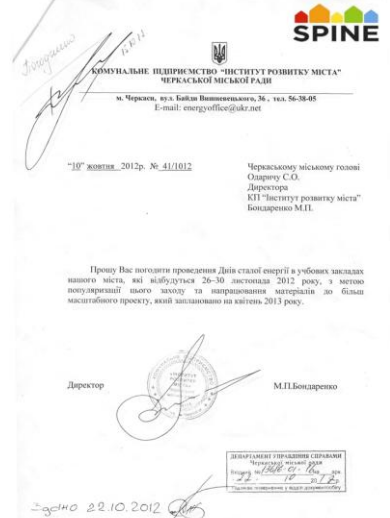 SPINE
Погоджено
КОМУНАЛЬНЕ ПІДПРИЄМСТВО “ІНСТИТУТ РОЗВИТКУ МІСТА”
ЧЕРКАСЬКОЇ МІСЬКОЇ РАДИ
м. Черкаси, вул. Байди Вишневецького, 36 , тел. 56-38-05
E-mail: energyoffice@ukr.net
“10” жовтня 2012р. № 41/1012
Черкаському міському голові
Одаричу С.О.
Директора
КП “Інститут розвитку міста”
Бондаренко М.П.
Прошу Вас погодити проведення Днів сталої енергії в учбових закладах
нашого міста, які відбудуться 26-30 листопада 2012 року, з метою
популяризації цього заходу та напрацювання матеріалів до більш
масштабного проекту, який заплановано на квітень 2013 року.
Директор
М.П.Бондаренко
ДЕПАРТАМЕНТ УПРАВЛІННЯ СПРАВАМИ
Черкаської міської ради
Згідно 22.10.2012